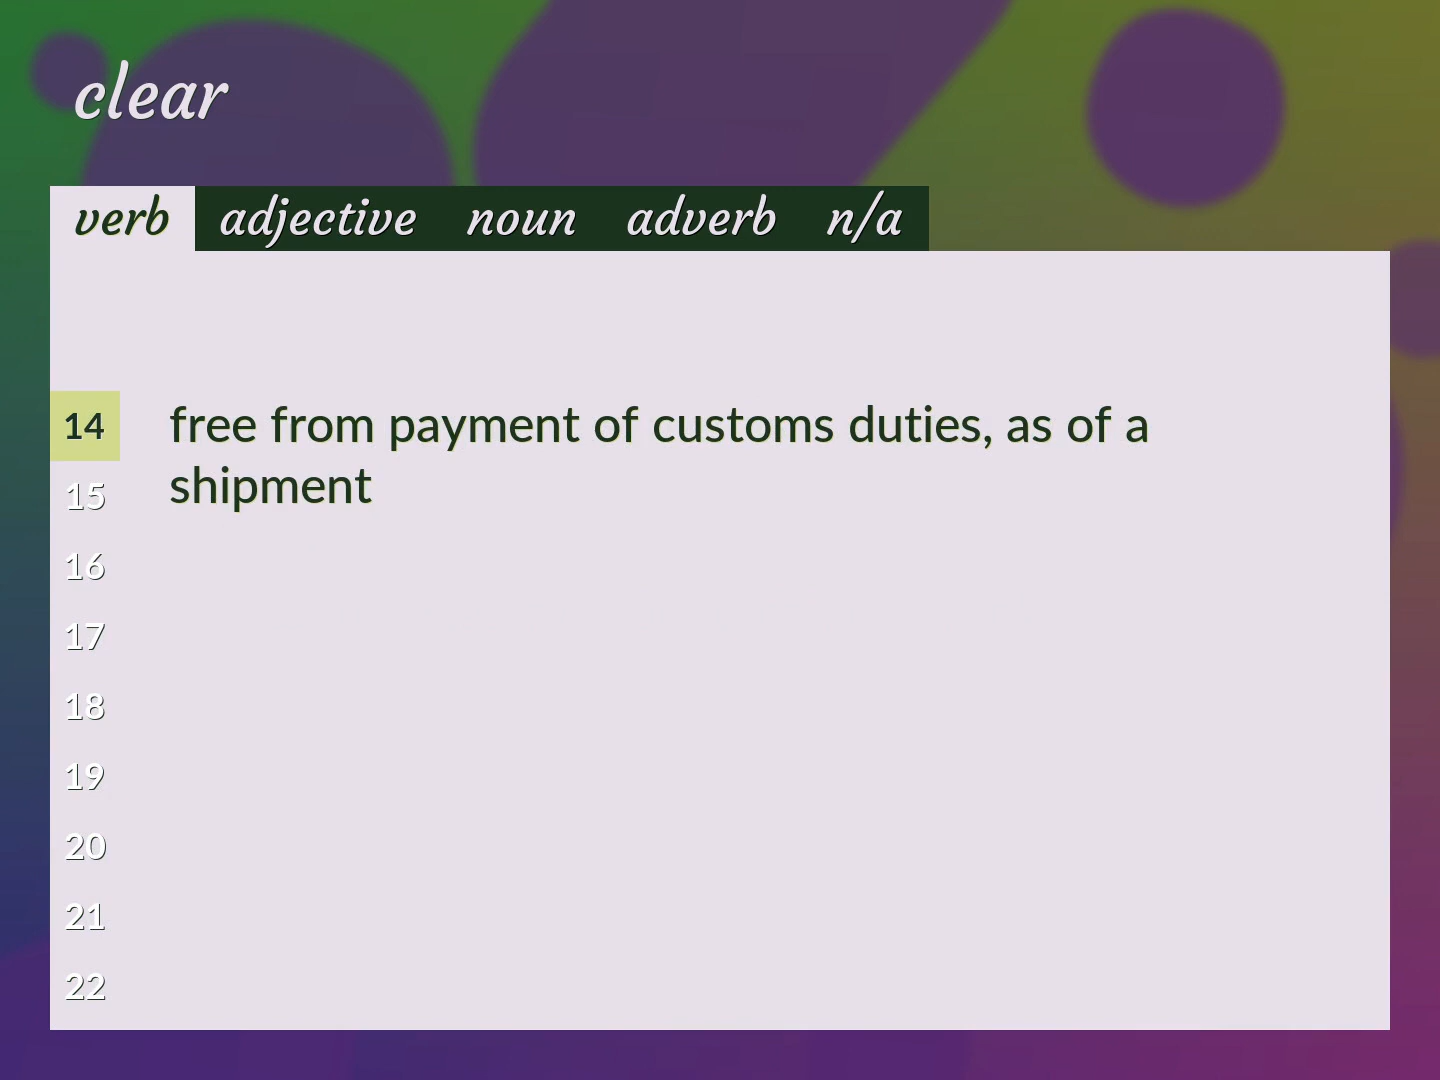 clear
verb adjective noun adverb n/a
14 free from payment of customs duties, as of a
15 shipment
16
17
18
19
20
21
22